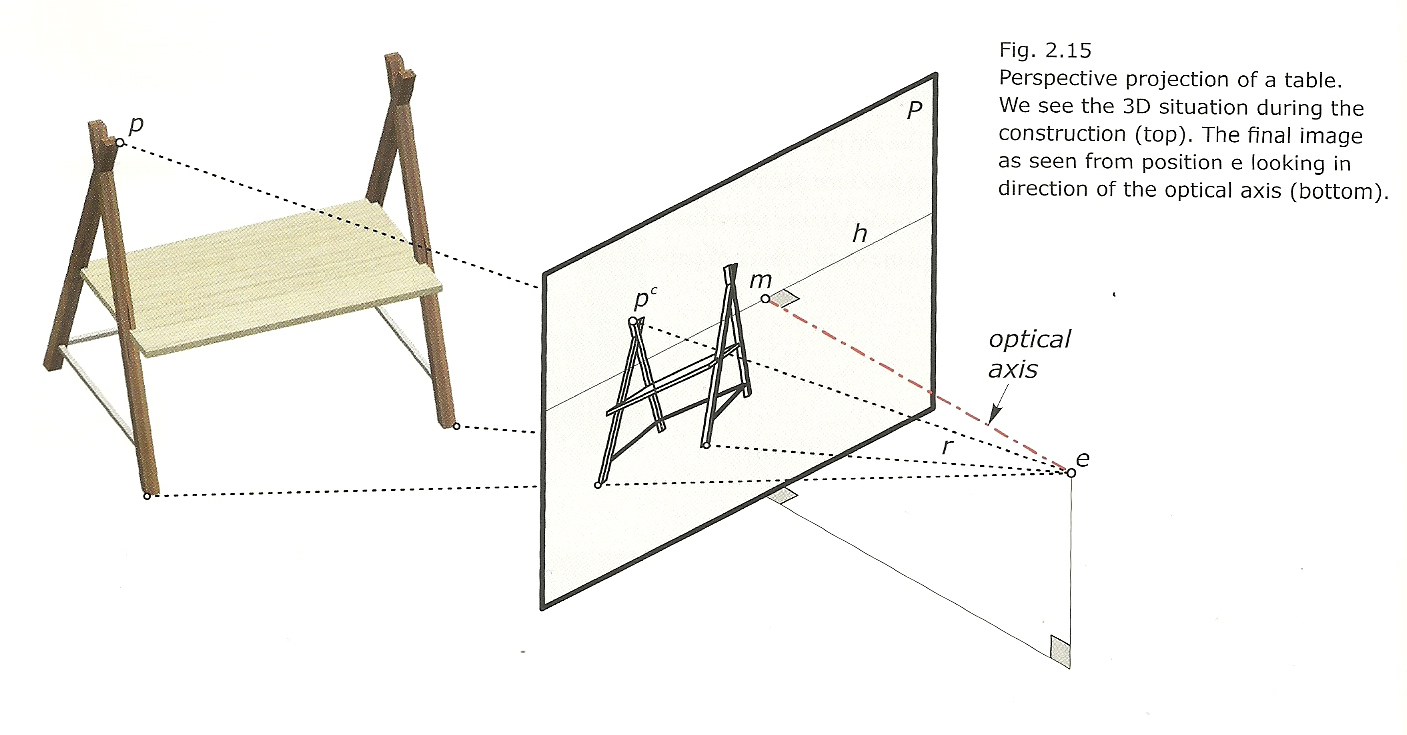 Fig. 2.15
Perspective projection of a table.
We see the 3D situation during the
construction (top). The final image
as seen from position e looking in
direction of the optical axis (bottom).
P
p
h
m
pᶜ
optical
axis
r
e